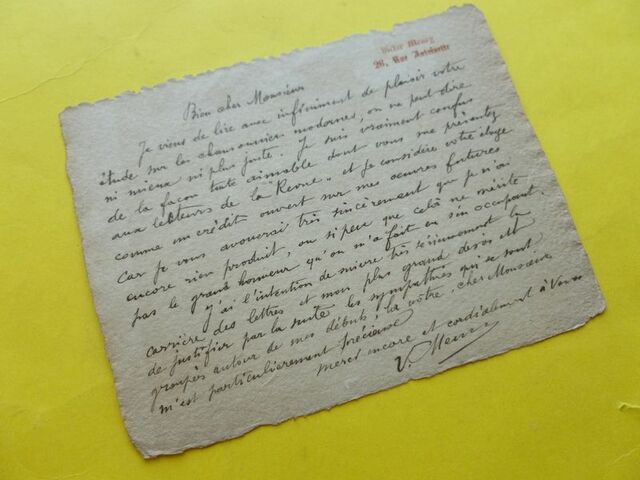 Victor Meusy
26, Rue Antoinette
Bien cher Monsieur
Je viens de lire avec infiniment de plaisir votre
étude sur les chansonniers modernes, on ne peut dire
ni mieux ni plus juste. Je suis vraiment confus
de la façon toute aimable dont vous me présentez
aux lecteurs de la Revue, et je considère votre éloge
comme un crédit ouvert sur mes œuvres futures
car je vous avouerai très sincèrement que je n'ai
encore rien produit, ou si peu que celà ne mérite
pas le grand honneur qu'on m'a fait en s'en occupant.
J'ai l'intention de suivre très sérieusement la
carrière des lettres et mon plus grand désir est
de justifier par la suite les sympathies qui se sont
groupées autour de mes débuts; la vôtre, cher Monsieur
m'est particulièrement précieuse
Merci encore et cordialement à Vous
V. Meusy